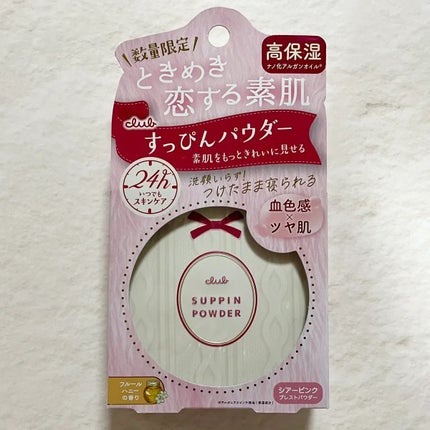 数量限定
ときめき
恋する素肌
高保湿
ナノ化アルガンオイル*
club
すっぴんパウダー
素肌をもっときれいに見せる
24h
いつでも
スキンケア
洗顔いらず!
つけたまま寝られる
血色感
×
ツヤ肌
club
SUPPIN
POWDER
フルール
ハニー
の香り
シアーピンク
プレストパウダー